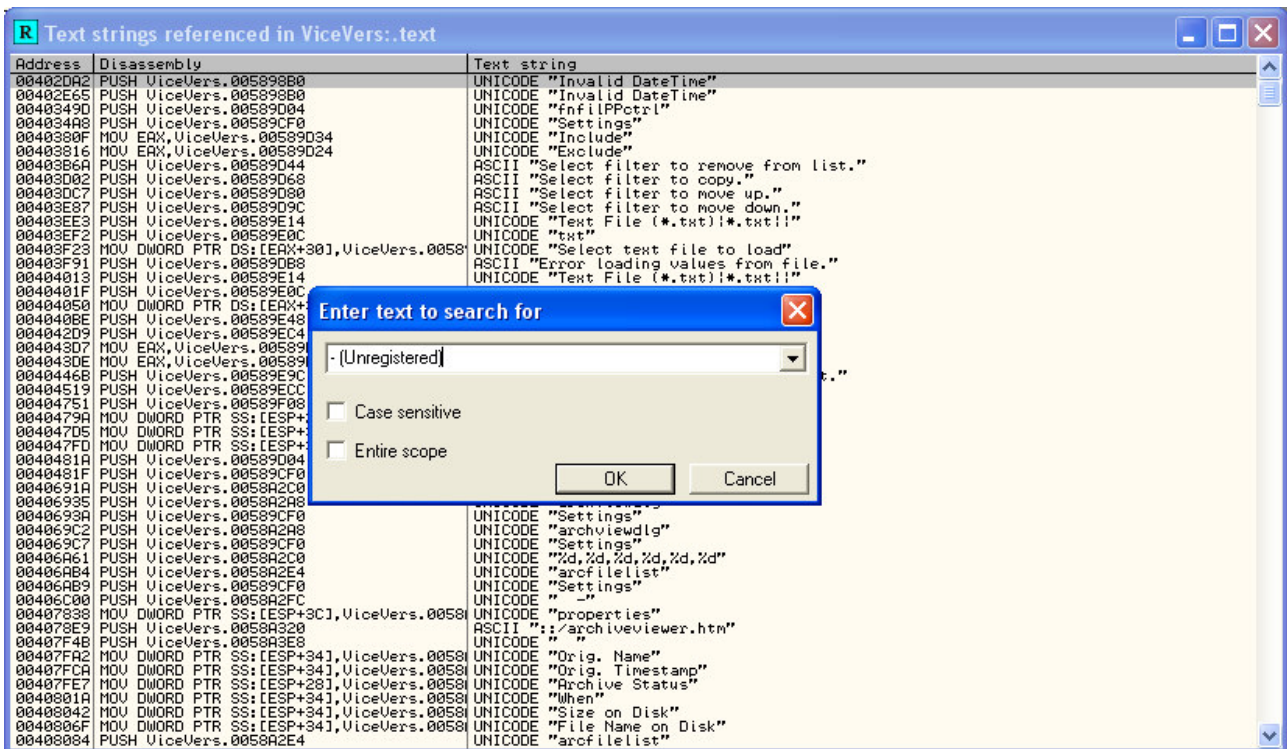 R Text strings referenced in ViceVers:.text
Address Disassembly Text string
00402DA2 PUSH ViceVers.005898B0 UNICODE "Invalid DateTime"
00402E65 PUSH ViceVers.005898B0 UNICODE "Invalid DateTime"
0040349D PUSH ViceVers.00589D04 UNICODE "fnfilPPctrl"
004034A8 PUSH ViceVers.00589CF0 UNICODE "Settings"
0040380F MOV EAX,ViceVers.00589D34 UNICODE "Include"
00403816 MOV EAX,ViceVers.00589D24 UNICODE "Exclude"
00403B6A PUSH ViceVers.00589D44 ASCII "Select filter to remove from list."
00403D02 PUSH ViceVers.00589D68 ASCII "Select filter to copy."
00403DC7 PUSH ViceVers.00589D80 ASCII "Select filter to move up."
00403E87 PUSH ViceVers.00589D9C ASCII "Select filter to move down."
00403EE3 PUSH ViceVers.00589E14 UNICODE "Text File (*.txt)|*.txt||"
00403EF2 PUSH ViceVers.00589E0C UNICODE "txt"
00403F23 MOV DWORD PTR DS:[EAX+30],ViceVers.0058 UNICODE "Select text file to load"
00403F91 PUSH ViceVers.00589DB8 ASCII "Error loading values from file."
00404013 PUSH ViceVers.00589E14 UNICODE "Text File (*.txt)|*.txt||"
0040401F PUSH ViceVers.00589E0C
00404050 MOV DWORD PTR DS:[EAX+
004040BE PUSH ViceVers.00589E48
004042D9 PUSH ViceVers.00589EC4
004043D7 MOV EAX,ViceVers.00589
004043DE MOV EAX,ViceVers.00589
0040446B PUSH ViceVers.00589E9C t."
00404519 PUSH ViceVers.00589ECC
00404751 PUSH ViceVers.00589F08
0040479A MOV DWORD PTR SS:[ESP+
004047D5 MOV DWORD PTR SS:[ESP+
004047FD MOV DWORD PTR SS:[ESP+
0040481A PUSH ViceVers.00589D04
0040481F PUSH ViceVers.00589CF0
0040691A PUSH ViceVers.0058A2C0
00406935 PUSH ViceVers.0058A2A8
0040693A PUSH ViceVers.00589CF0 UNICODE "Settings"
004069C2 PUSH ViceVers.0058A2A8 UNICODE "archviewdlg"
004069C7 PUSH ViceVers.00589CF0 UNICODE "Settings"
00406A61 PUSH ViceVers.0058A2C0 UNICODE "%d,%d,%d,%d,%d,%d"
00406AB4 PUSH ViceVers.0058A2E4 UNICODE "arcfilelist"
00406AB9 PUSH ViceVers.00589CF0 UNICODE "Settings"
00406C00 PUSH ViceVers.0058A2FC UNICODE " -"
00407838 MOV DWORD PTR SS:[ESP+3C],ViceVers.0058 UNICODE "properties"
004078E9 PUSH ViceVers.0058A320 ASCII "::/archiveviewer.htm"
00407F4B PUSH ViceVers.0058A3E8 UNICODE " "
00407FA2 MOV DWORD PTR SS:[ESP+34],ViceVers.0058 UNICODE "Orig. Name"
00407FCA MOV DWORD PTR SS:[ESP+34],ViceVers.0058 UNICODE "Orig. Timestamp"
00407FE7 MOV DWORD PTR SS:[ESP+28],ViceVers.0058 UNICODE "Archive Status"
0040801A MOV DWORD PTR SS:[ESP+34],ViceVers.0058 UNICODE "When"
00408042 MOV DWORD PTR SS:[ESP+34],ViceVers.0058 UNICODE "Size on Disk"
0040806F MOV DWORD PTR SS:[ESP+34],ViceVers.0058 UNICODE "File Name on Disk"
00408084 PUSH ViceVers.0058A2E4 UNICODE "arcfilelist"
Enter text to search for
- (Unregistered)
Case sensitive
Entire scope
OK Cancel